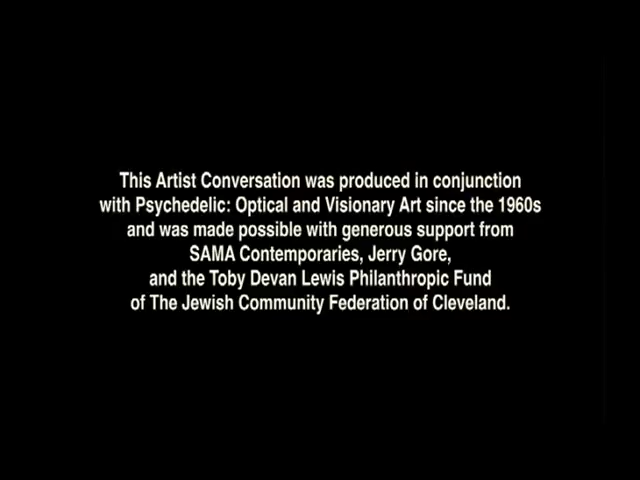 This Artist Conversation was produced in conjunction
with Psychedelic: Optical and Visionary Art since the 1960s
and was made possible with generous support from
SAMA Contemporaries, Jerry Gore,
and the Toby Devan Lewis Philanthropic Fund
of The Jewish Community Federation of Cleveland.